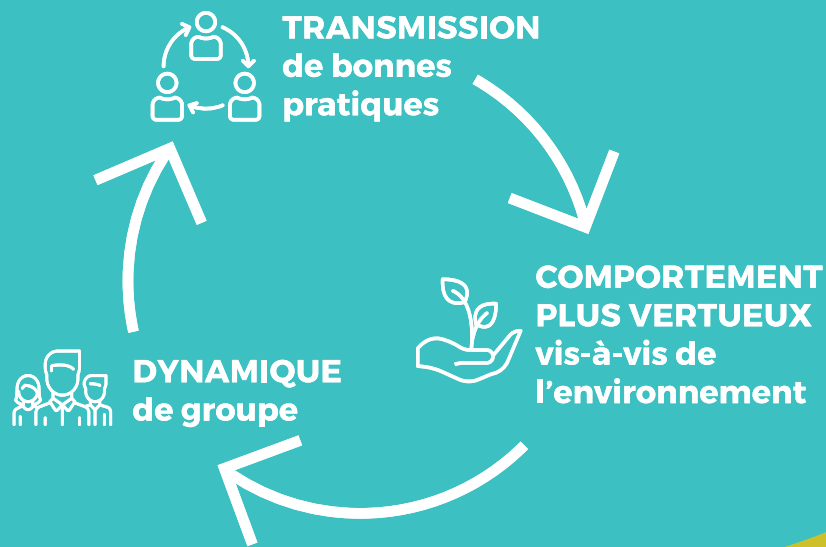 TRANSMISSION
de bonnes
pratiques
COMPORTEMENT
PLUS VERTUEUX
vis-à-vis de
l'environnement
DYNAMIQUE
de groupe